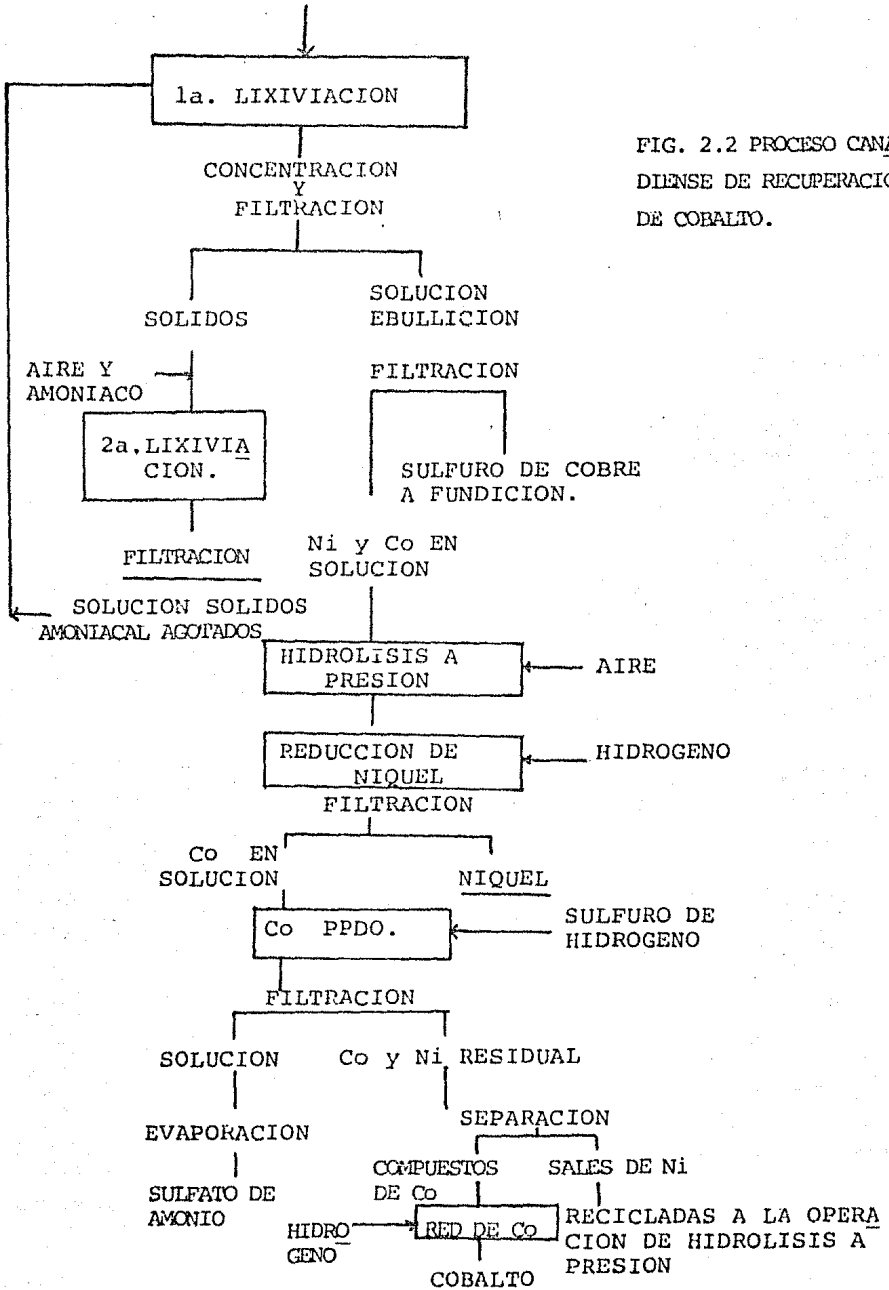 1a. LIXIVIACION
CONCENTRACION
Y
FILTRACION
FIG. 2.2 PROCESO CANA
DIENSE DE RECUPERACIO
DE COBALTO.
SOLIDOS
SOLUCION
EBULLICION
AIRE Y
AMONIACO
FILTRACION
2a.LIXIVIA
CION.
SULFURO DE COBRE
A FUNDICION.
FILTRACION
Ni y Co EN
SOLUCION
SOLUCION SOLIDOS
AMONIACAL AGOTADOS
HIDROLISIS A
PRESION
AIRE
REDUCCION DE
NIQUEL
HIDROGENO
FILTRACION
Co EN
SOLUCION
NIQUEL
Co PPDO.
SULFURO DE
HIDROGENO
FILTRACION
SOLUCION
Co y Ni RESIDUAL
EVAPORACION
SEPARACION
SULFATO DE
AMONIO
COMPUESTOS
DE Co
SALES DE Ni
HIDRO
GENO
RED DE Co
RECICLADAS A LA OPERA
CION DE HIDROLISIS A
PRESION
COBALTO